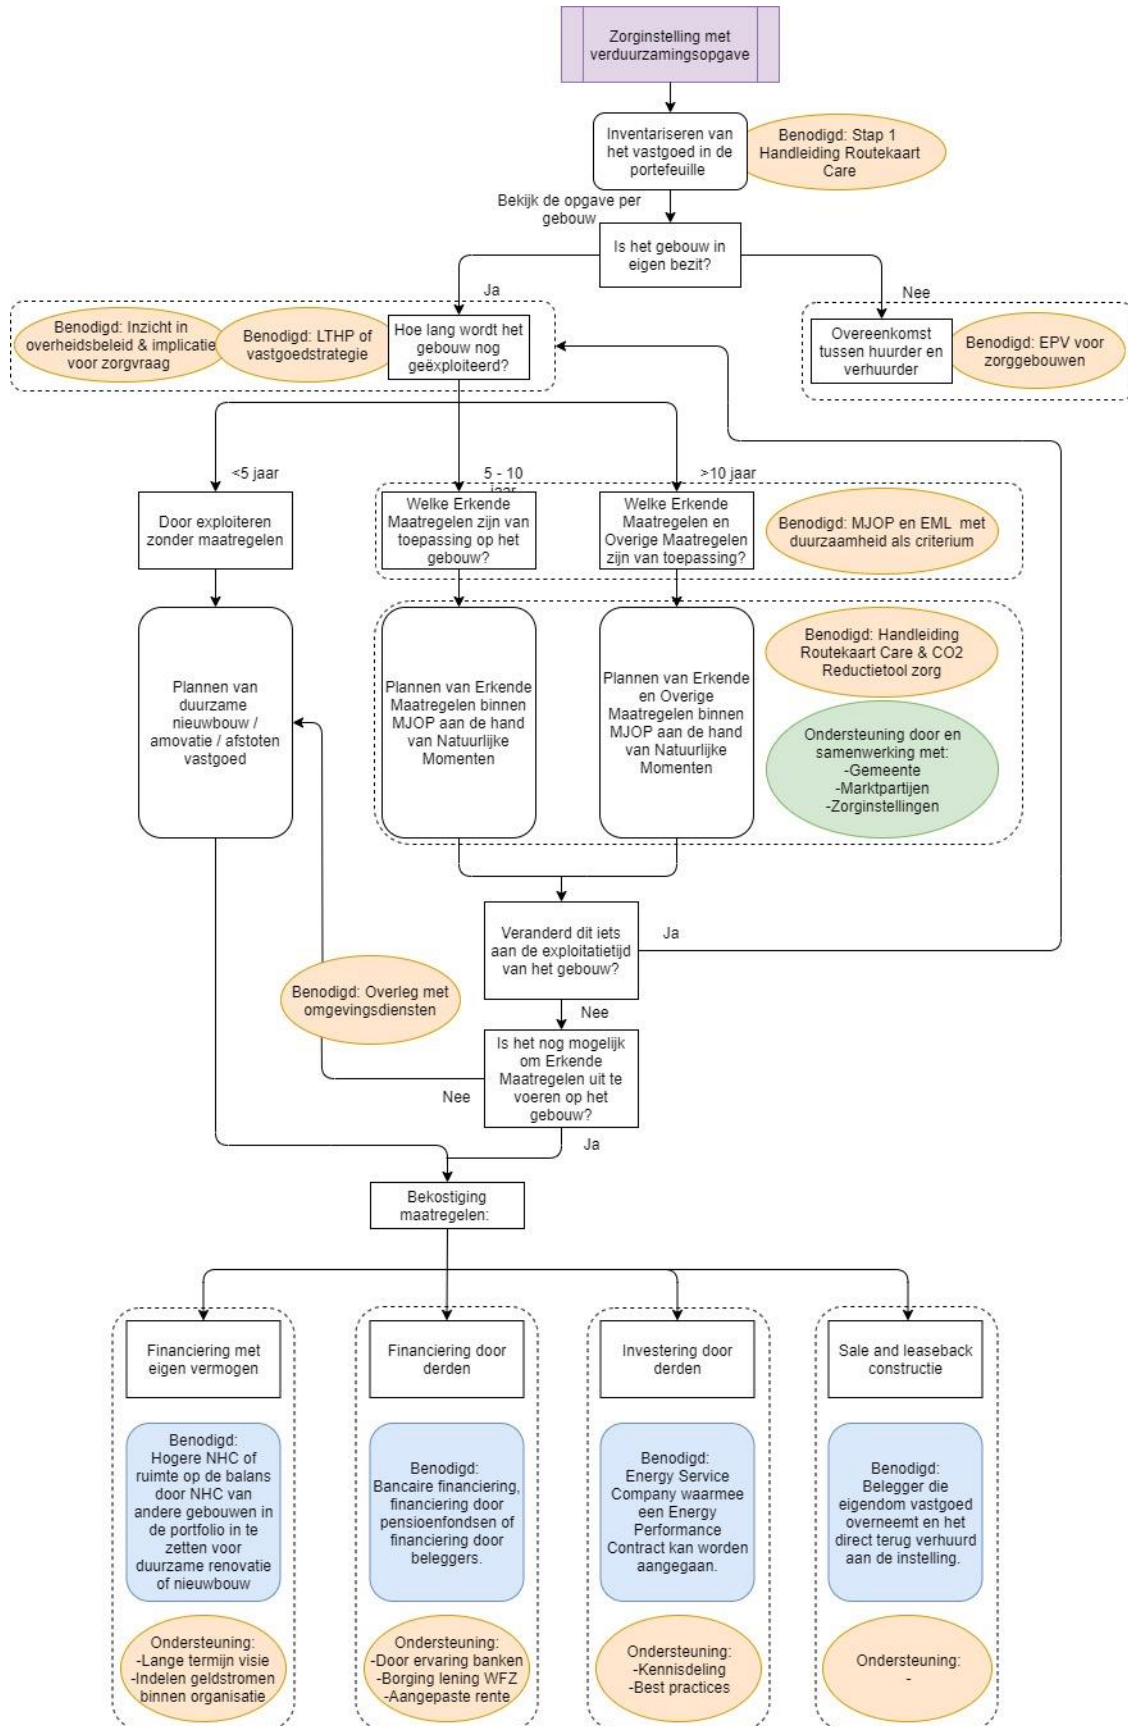 Zorginstelling met
verduurzamingsopgave
Inventariseren van
het vastgoed in de
portefeuille
Benodigd: Stap 1
Handleiding Routekaart
Care
Bekijk de opgave per
gebouw
Is het gebouw in
eigen bezit?
Ja
Nee
Benodigd: Inzicht in
overheidsbeleid & implicatie
voor zorgvraag
Benodigd: LTHP of
vastgoedstrategie
Hoe lang wordt het
gebouw nog
geëxploiteerd?
Overeenkomst
tussen huurder en
verhuurder
Benodigd: EPV voor
zorggebouwen
<5 jaar
5 - 10
jaar
>10 jaar
Door exploiteren
zonder maatregelen
Welke Erkende
Maatregelen zijn van
toepassing op het
gebouw?
Welke Erkende
Maatregelen en
Overige Maatregelen
zijn van toepassing?
Benodigd: MJOP en EML met
duurzaamheid als criterium
Plannen van
duurzame
nieuwbouw /
amovatie / afstoten
vastgoed
Plannen van Erkende
Maatregelen binnen
MJOP aan de hand
van Natuurlijke
Momenten
Plannen van Erkende
en Overige
Maatregelen binnen
MJOP aan de hand
van Natuurlijke
Momenten
Benodigd: Handleiding
Routekaart Care & CO2
Reductietool zorg
Ondersteuning door en
samenwerking met:
-Gemeente
-Marktpartijen
-Zorginstellingen
Veranderd dit iets
aan de exploitatietijd
van het gebouw?
Ja
Benodigd: Overleg met
omgevingsdiensten
Nee
Is het nog mogelijk
om Erkende
Maatregelen uit te
voeren op het
gebouw?
Nee
Ja
Bekostiging
maatregelen:
Financiering met
eigen vermogen
Financiering door
derden
Investering door
derden
Sale and leaseback
constructie
Benodigd:
Hogere NHC of
ruimte op de balans
door NHC van
andere gebouwen in
de portfolio in te
zetten voor
duurzame renovatie
of nieuwbouw
Benodigd:
Bancaire financiering,
financiering door
pensioenfondsen of
financiering door
beleggers.
Benodigd:
Energy Service
Company waarmee
een Energy
Performance
Contract kan worden
aangegaan.
Benodigd:
Belegger die
eigendom vastgoed
overneemt en het
direct terug verhuurd
aan de instelling.
Ondersteuning:
-Lange termijn visie
-Indelen geldstromen
binnen organisatie
Ondersteuning:
-Door ervaring banken
-Borging lening WFZ
-Aangepaste rente
Ondersteuning:
-Kennisdeling
-Best practices
Ondersteuning:
-